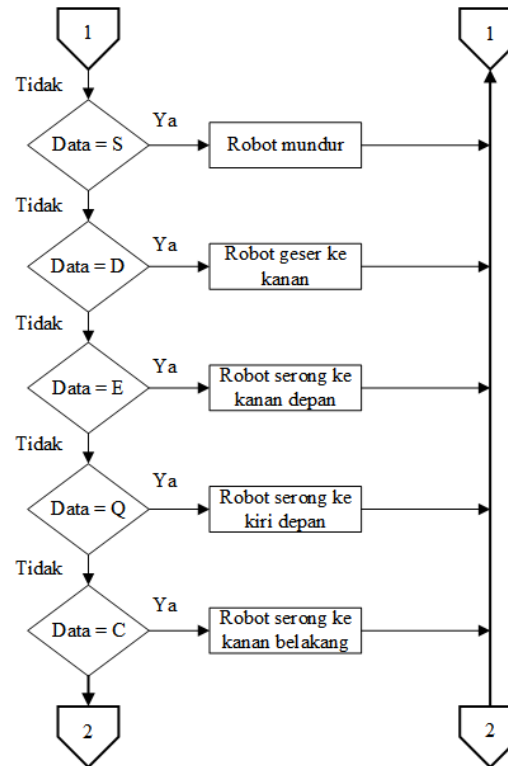 1
1
Tidak
Data = S
Ya
Robot mundur
Tidak
Data = D
Ya
Robot geser ke
kanan
Tidak
Data = E
Ya
Robot serong ke
kanan depan
Tidak
Data = Q
Ya
Robot serong ke
kiri depan
Tidak
Data = C
Ya
Robot serong ke
kanan belakang
2
2